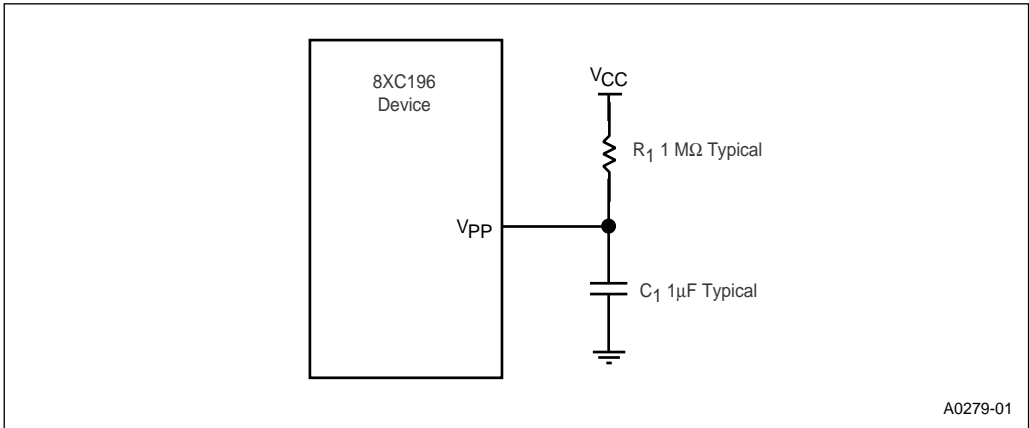 8XC196
Device
VCC
R1 1 MΩ Typical
VPP
C1 1μF Typical
A0279-01